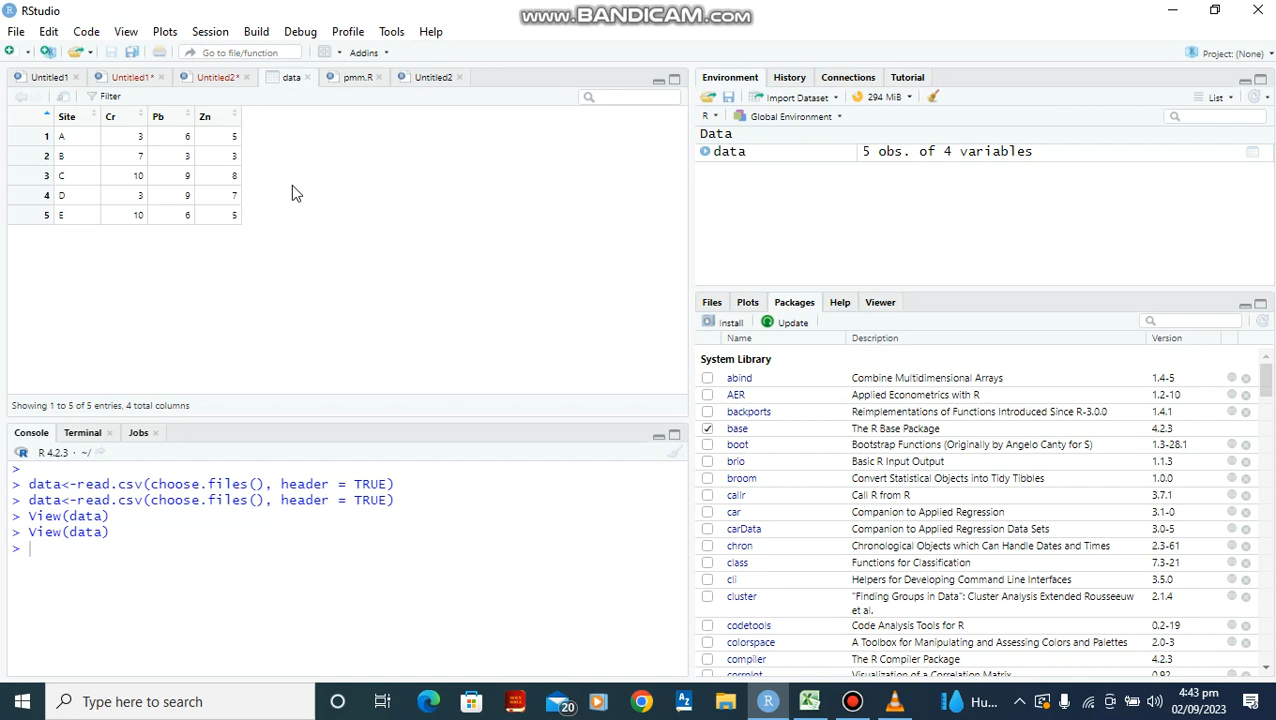 RStudio
www.BANDICAM.com
File Edit Code View Plots Session Build Debug Profile Tools Help
Go to file/function Addins Project: (None)
Untitled1 Untitled1* Untitled2* data pmm.R Untitled2
Filter
Site Cr Pb Zn
1 A 3 6 5
2 B 7 3 3
3 C 10 9 8
4 D 3 9 7
5 E 10 6 5
Showing 1 to 5 of 5 entries, 4 total columns
Console Terminal Jobs
R 4.2.3 · ~/
>
> data<-read.csv(choose.files(), header = TRUE)
> data<-read.csv(choose.files(), header = TRUE)
> View(data)
> View(data)
>
Environment History Connections Tutorial
Import Dataset 294 MiB List
R Global Environment
Data
data 5 obs. of 4 variables
Files Plots Packages Help Viewer
Install Update
Name Description Version
System Library
abind Combine Multidimensional Arrays 1.4-5
AER Applied Econometrics with R 1.2-10
backports Reimplementations of Functions Introduced Since R-3.0.0 1.4.1
base The R Base Package 4.2.3
boot Bootstrap Functions (Originally by Angelo Canty for S) 1.3-28.1
brio Basic R Input Output 1.1.3
broom Convert Statistical Objects into Tidy Tibbles 1.0.0
callr Call R from R 3.7.1
car Companion to Applied Regression 3.1-0
carData Companion to Applied Regression Data Sets 3.0-5
chron Chronological Objects which Can Handle Dates and Times 2.3-61
class Functions for Classification 7.3-21
cli Helpers for Developing Command Line Interfaces 3.5.0
cluster "Finding Groups in Data": Cluster Analysis Extended Rousseeuw 2.1.4
et al.
codetools Code Analysis Tools for R 0.2-19
colorspace A Toolbox for Manipulating and Assessing Colors and Palettes 2.0-3
compiler The R Compiler Package 4.2.3
corrplot Visualization of a Correlation Matrix 0.92
Type here to search
20
Hu...
4:43 pm
02/09/2023